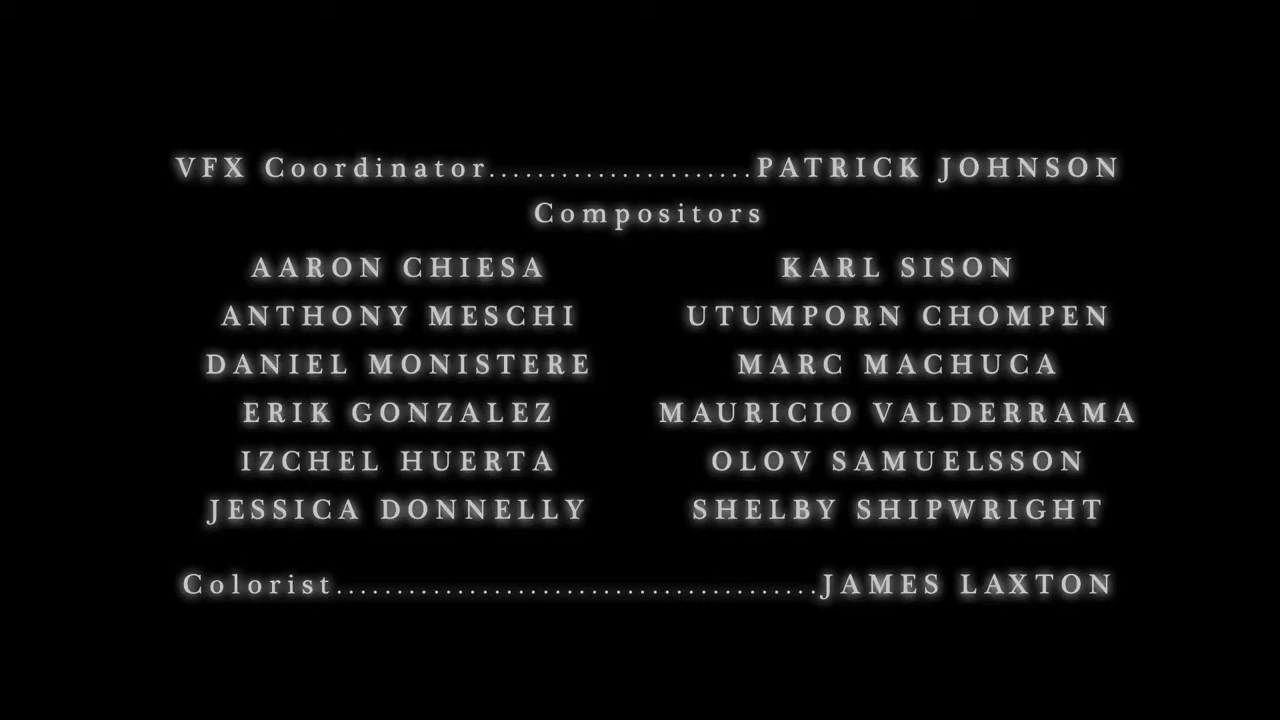 VFX Coordinator......................PATRICK JOHNSON
Compositors
AARON CHIESA KARL SISON
ANTHONY MESCHI UTUMPORN CHOMPEN
DANIEL MONISTERE MARC MACHUCA
ERIK GONZALEZ MAURICIO VALDERRAMA
IZCHEL HUERTA OLOV SAMUELSSON
JESSICA DONNELLY SHELBY SHIPWRIGHT
Colorist........................................JAMES LAXTON